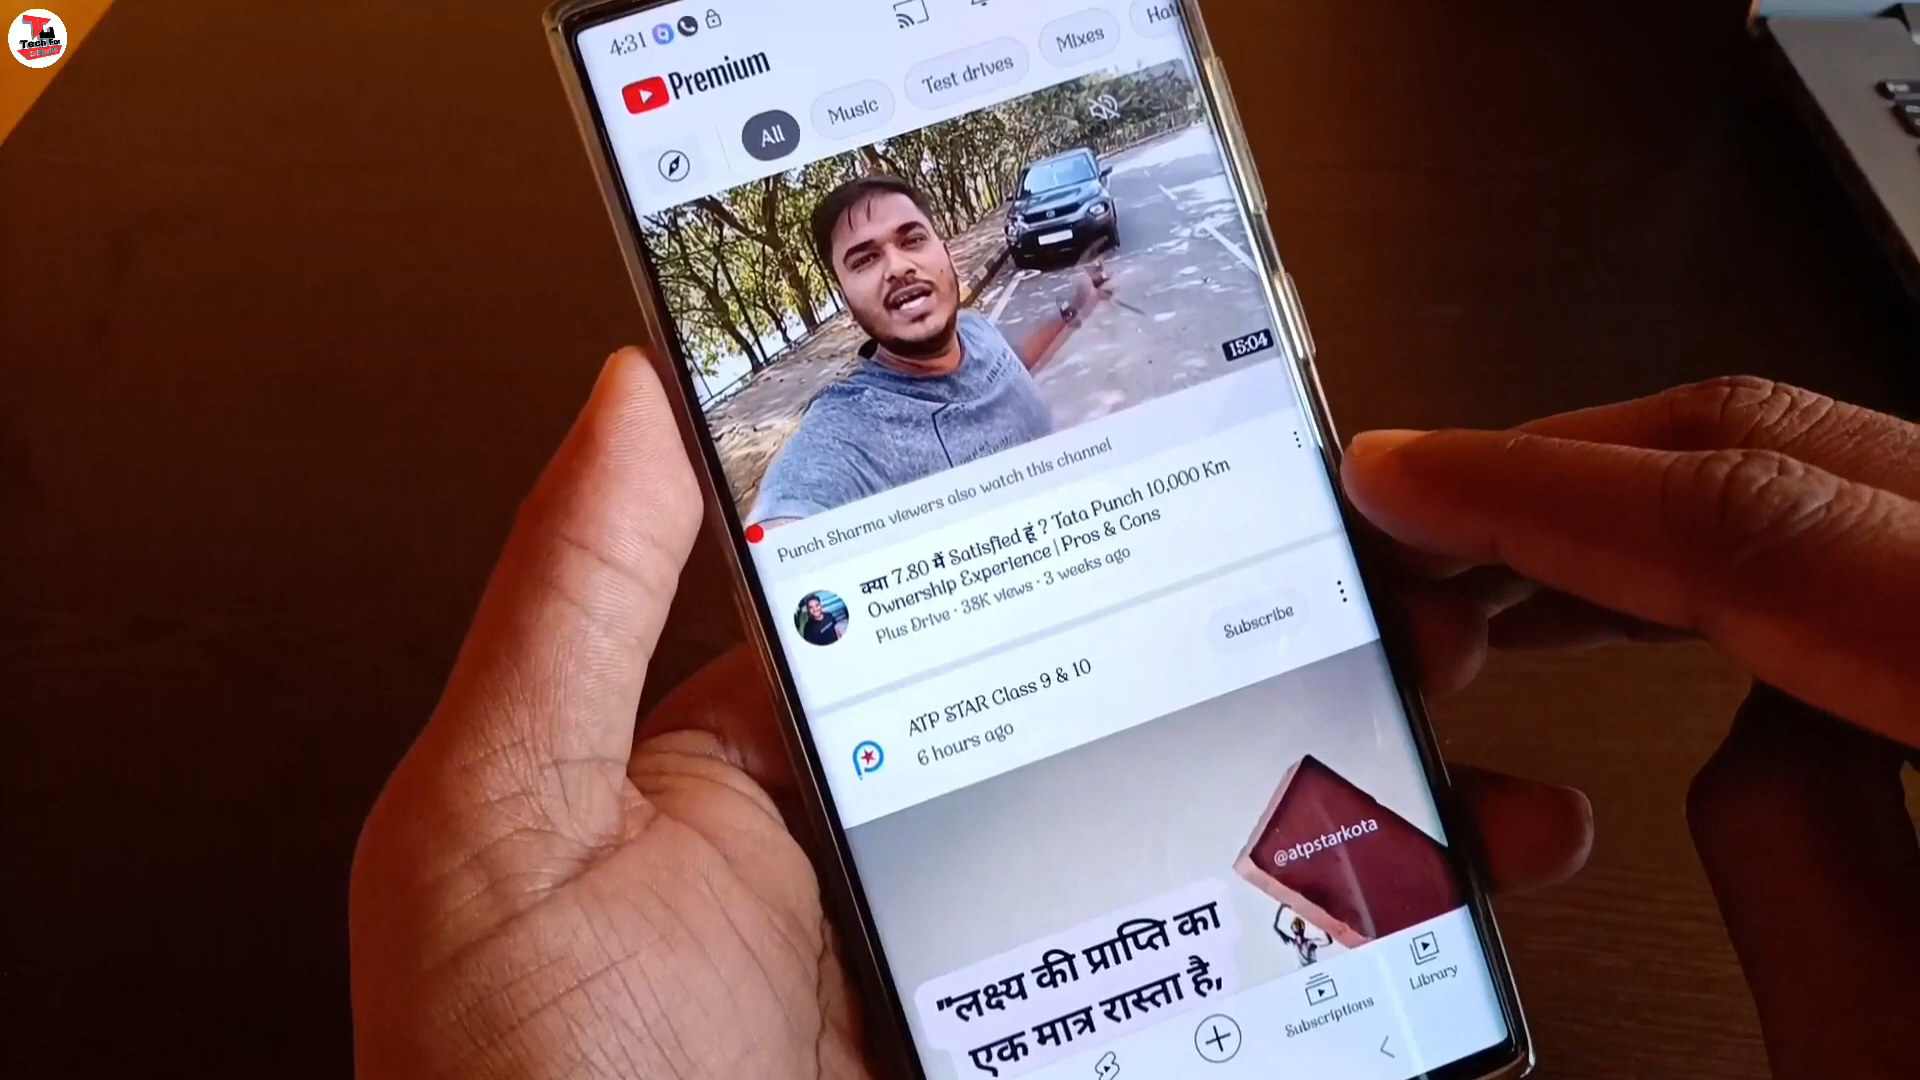 Tech For
4:31
Premium
All
Music
Test drives
Mixes
15:04
Punch Sharma viewers also watch this channel
क्या 7.80 में Satisfied हूं ? Tata Punch 10,000 Km
Ownership Experience | Pros & Cons
Plus Drive · 38K views · 3 weeks ago
ATP STAR Class 9 & 10
6 hours ago
Subscribe
@atpstarkota
"लक्ष्य की प्राप्ति का
एक मात्र रास्ता है,
Subscriptions
Library